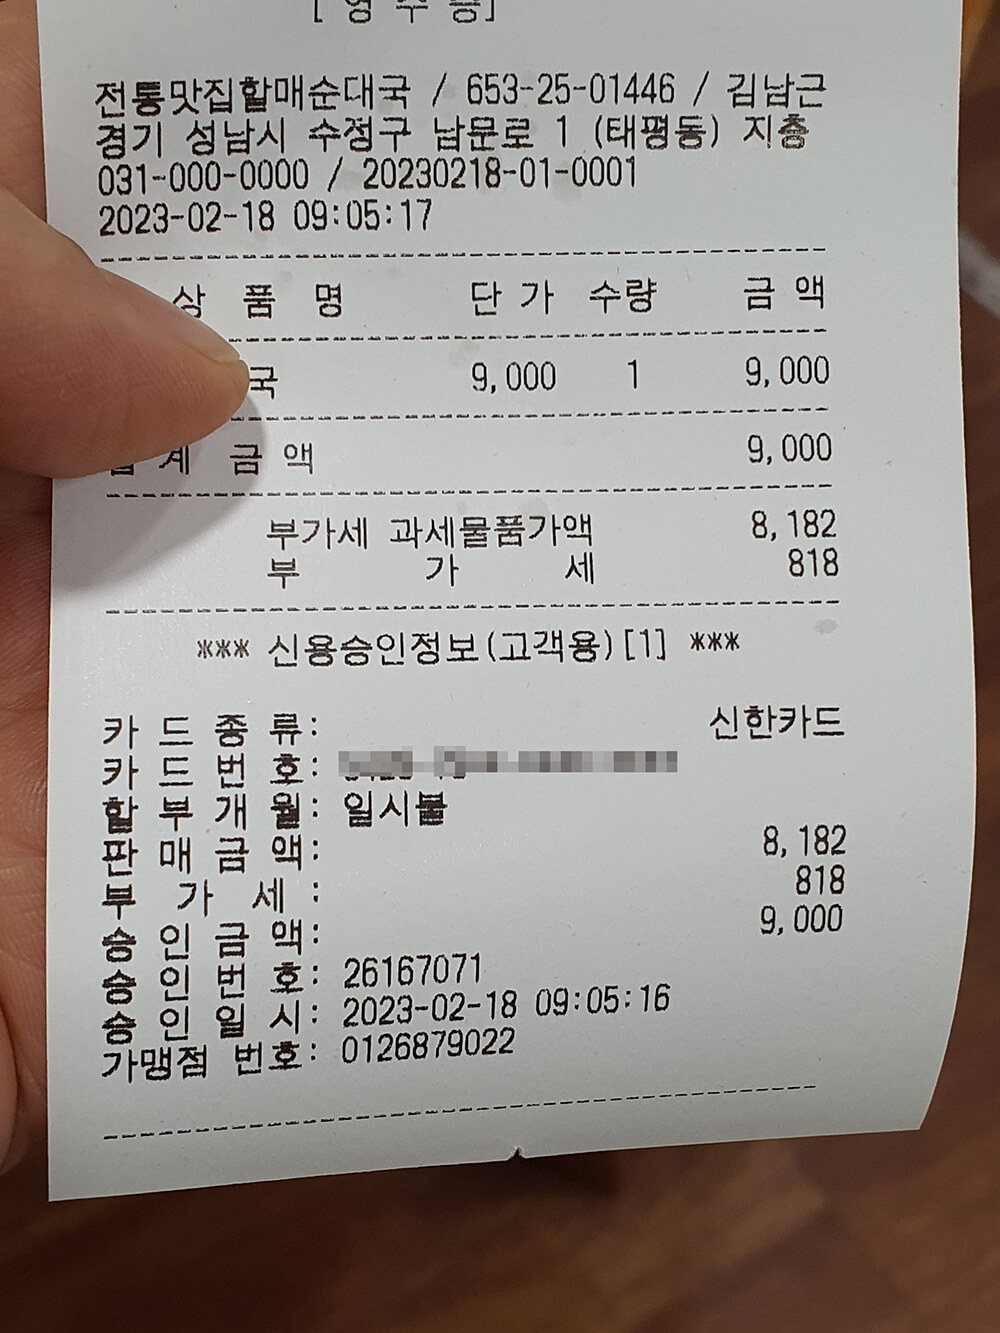 [ 영 수 증 ]
전통맛집할매순대국 / 653-25-01446 / 김남근
경기 성남시 수정구 남문로 1 (태평동) 지층
031-000-0000 / 20230218-01-0001
2023-02-18 09:05:17
상 품 명 단 가 수량 금 액
국 9,000 1 9,000
계 금 액 9,000
부가세 과세물품가액 8,182
부 가 세 818
*** 신용승인정보(고객용)[1] ***
카 드 종 류: 신한카드
카 드 번 호:
할 부 개 월: 일시불
판 매 금 액: 8,182
부 가 세 : 818
승 인 금 액: 9,000
승 인 번 호: 26167071
승 인 일 시: 2023-02-18 09:05:16
가맹점 번호: 0126879022